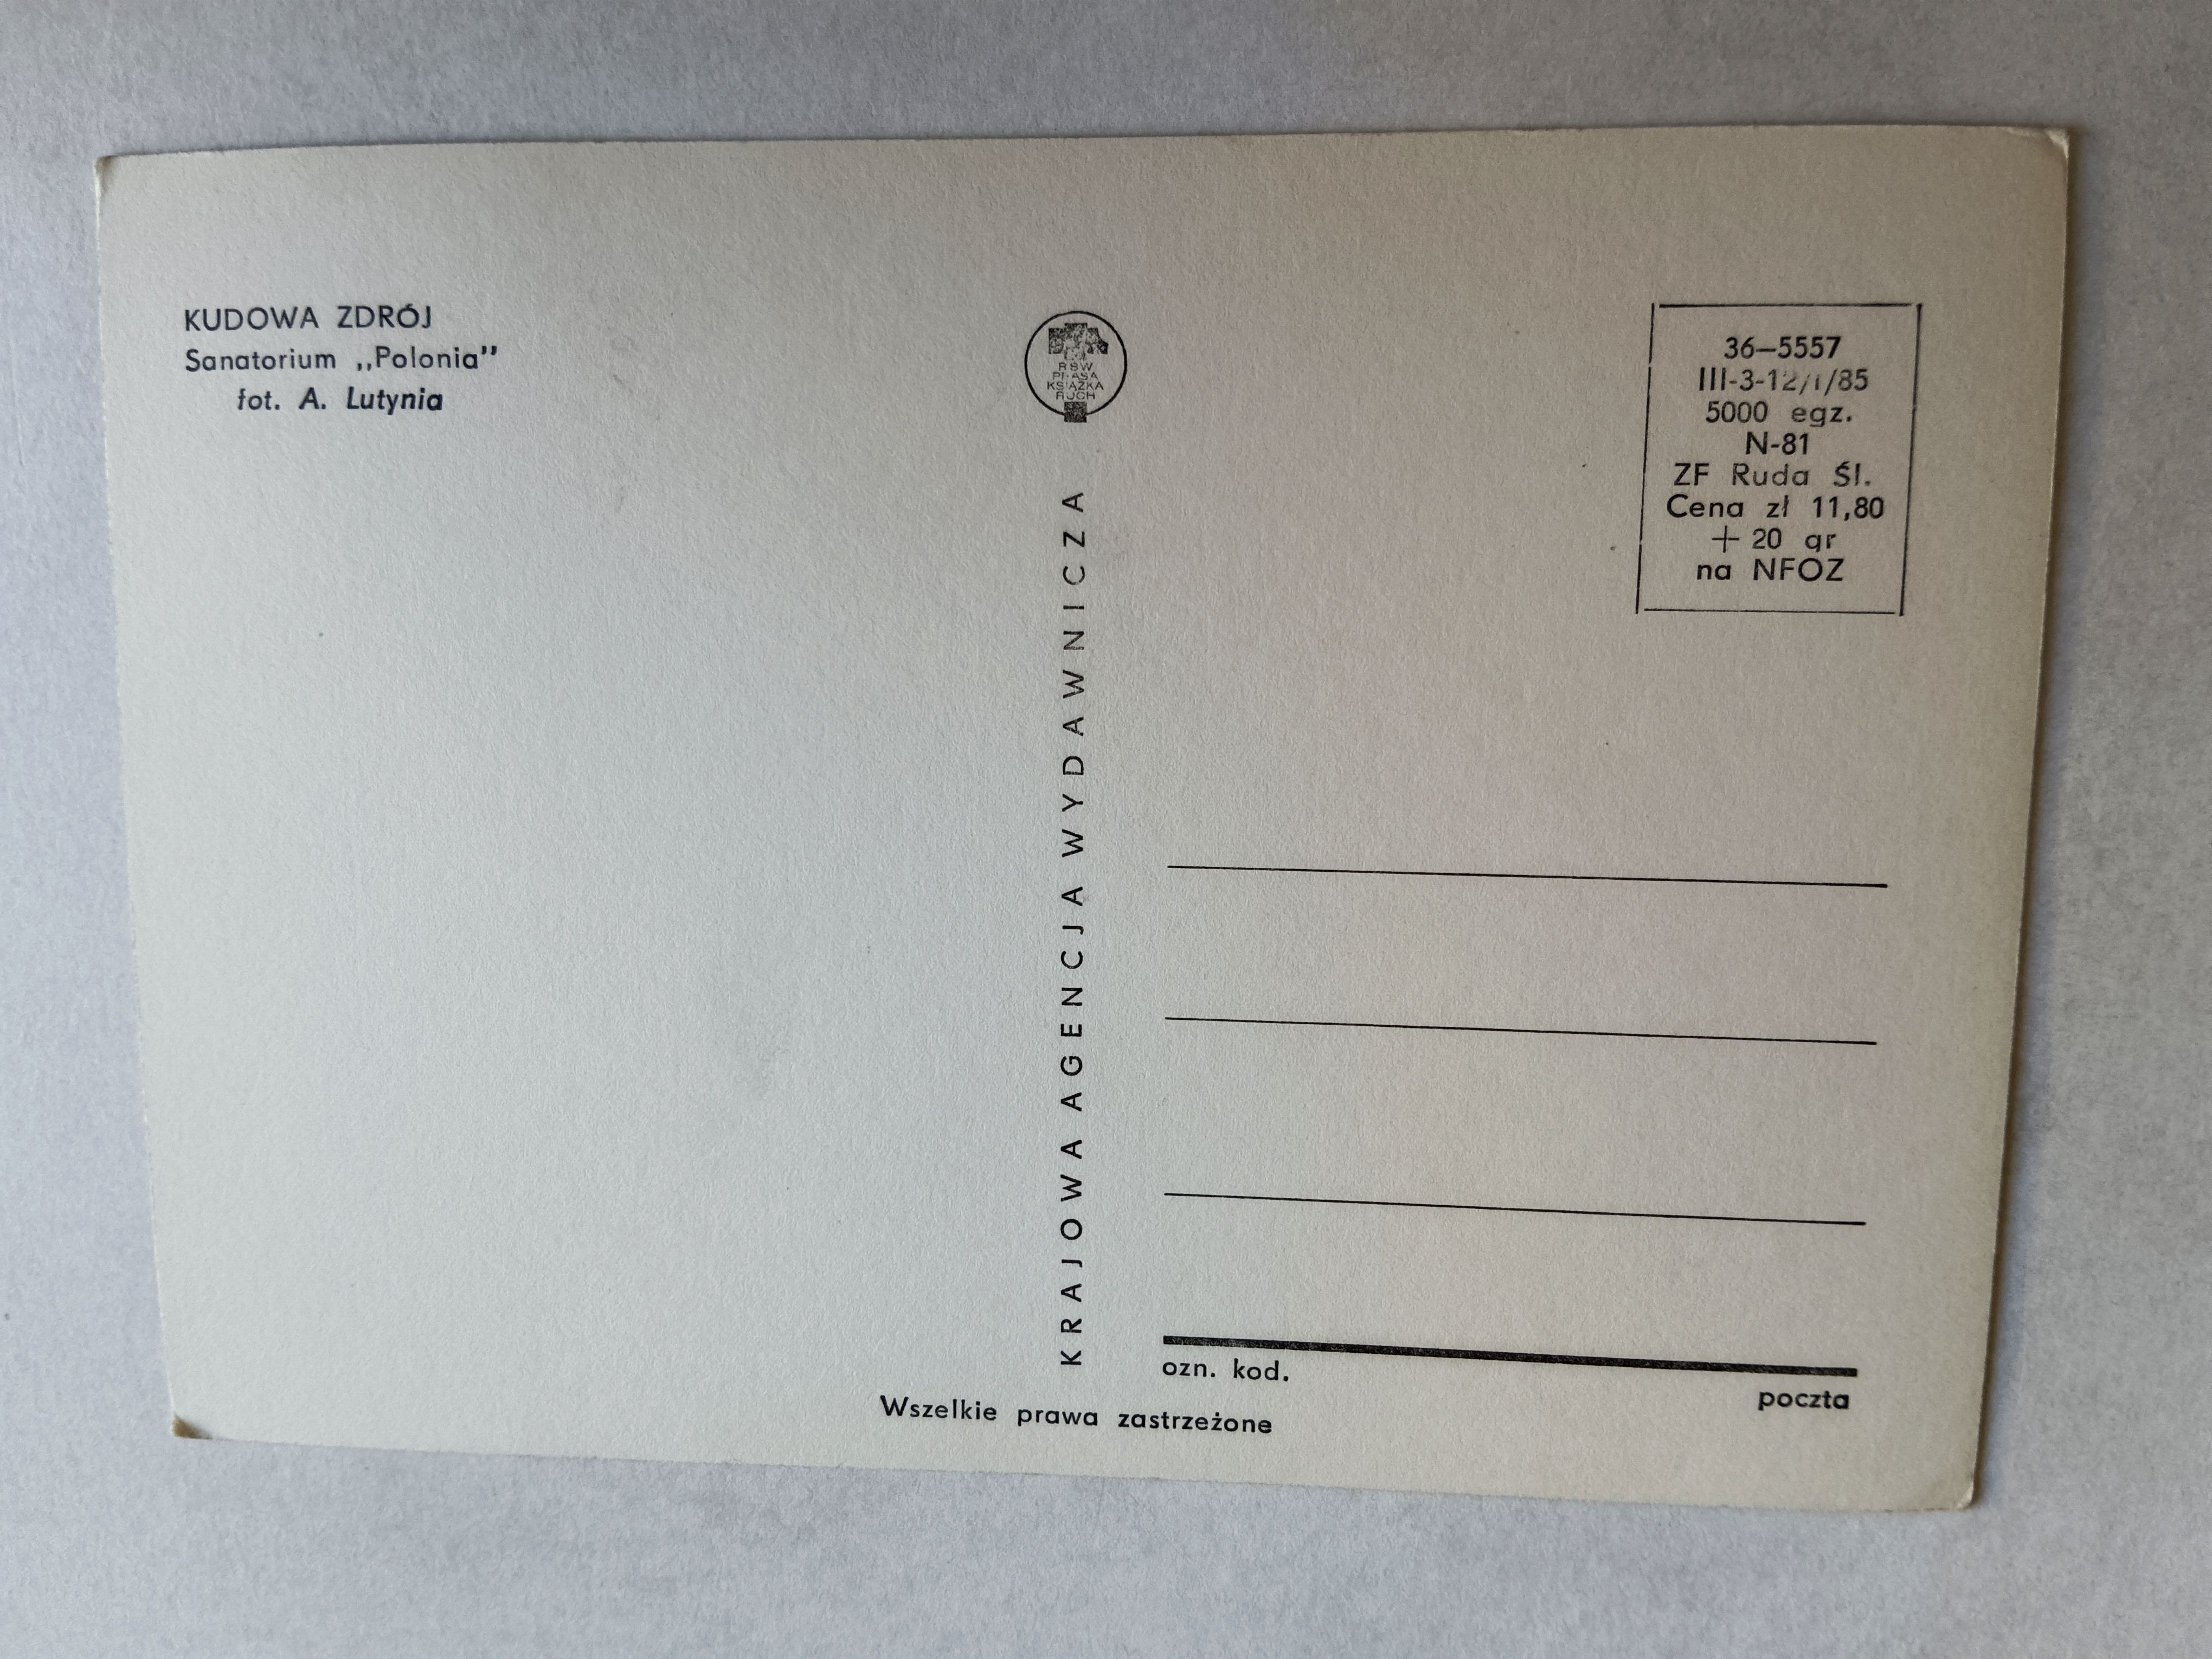 KUDOWA ZDRÓJ
Sanatorium „Polonia”
fot. A. Lutynia
RSW
PRASA
KSIĄŻKA
RUCH
KRAJOWA AGENCJA WYDAWNICZA
36–5557
III-3-12/1/85
5000 egz.
N-81
ZF Ruda Śl.
Cena zł 11,80
+ 20 gr
na NFOZ
ozn. kod.
poczta
Wszelkie prawa zastrzeżone